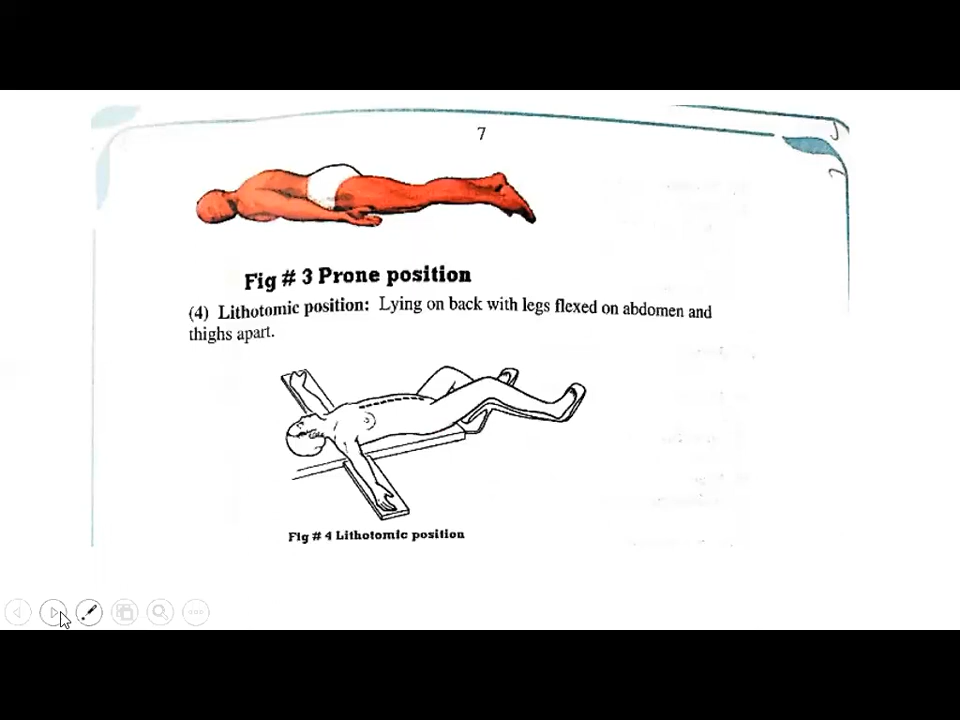 7
Fig # 3 Prone position
(4) Lithotomic position: Lying on back with legs flexed on abdomen and
thighs apart.
Fig # 4 Lithotomic position